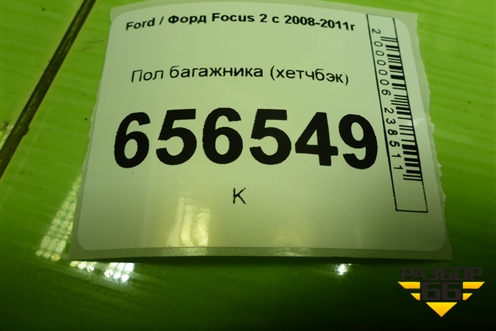 Ford / Форд Focus 2 с 2008-2011г
Пол багажника (хетчбэк)
656549
К
2000006238511
РАЗБОР
66